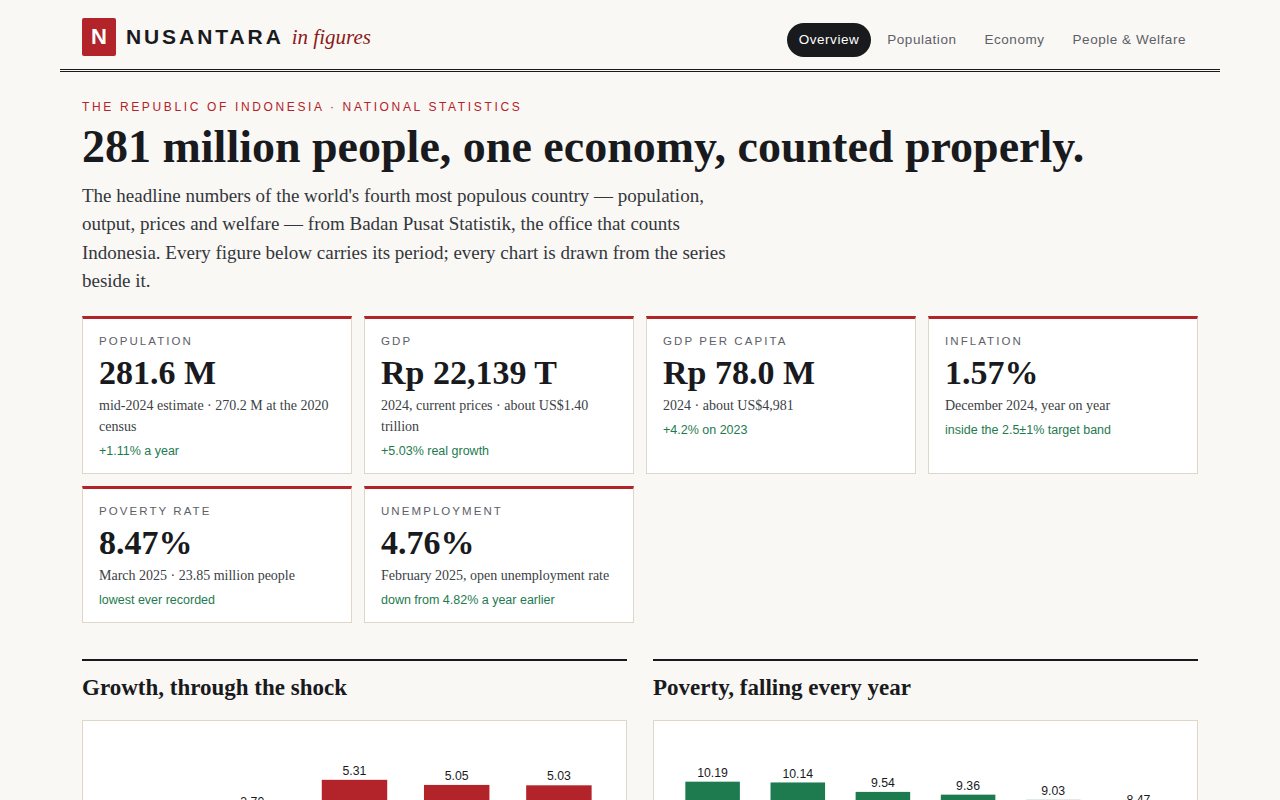 N NUSANTARA in figures
Overview Population Economy People & Welfare
THE REPUBLIC OF INDONESIA · NATIONAL STATISTICS
281 million people, one economy, counted properly.
The headline numbers of the world's fourth most populous country — population,
output, prices and welfare — from Badan Pusat Statistik, the office that counts
Indonesia. Every figure below carries its period; every chart is drawn from the series
beside it.
POPULATION
281.6 M
mid-2024 estimate · 270.2 M at the 2020
census
+1.11% a year
GDP
Rp 22,139 T
2024, current prices · about US$1.40
trillion
+5.03% real growth
GDP PER CAPITA
Rp 78.0 M
2024 · about US$4,981
+4.2% on 2023
INFLATION
1.57%
December 2024, year on year
inside the 2.5±1% target band
POVERTY RATE
8.47%
March 2025 · 23.85 million people
lowest ever recorded
UNEMPLOYMENT
4.76%
February 2025, open unemployment rate
down from 4.82% a year earlier
Growth, through the shock
5.31 5.05 5.03
Poverty, falling every year
10.19 10.14 9.54 9.36 9.03 8.47